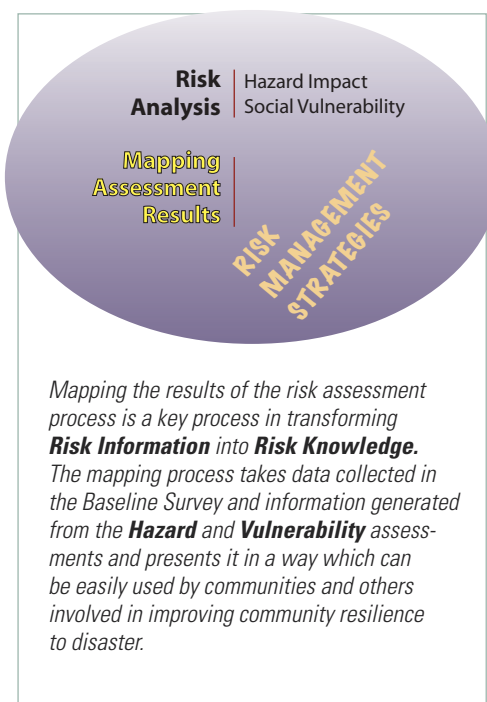 Risk
Analysis
Hazard Impact
Social Vulnerability
Mapping
Assessment
Results
RISK
MANAGEMENT
STRATEGIES
Mapping the results of the risk assessment
process is a key process in transforming
Risk Information into Risk Knowledge.
The mapping process takes data collected in
the Baseline Survey and information generated
from the Hazard and Vulnerability assess-
ments and presents it in a way which can
be easily used by communities and others
involved in improving community resilience
to disaster.